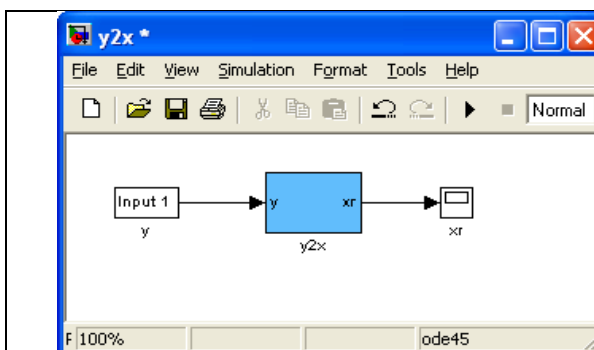 y2x *
File Edit View Simulation Format Tools Help
Normal
Input 1
y
y
xr
y2x
xr
F 100% ode45